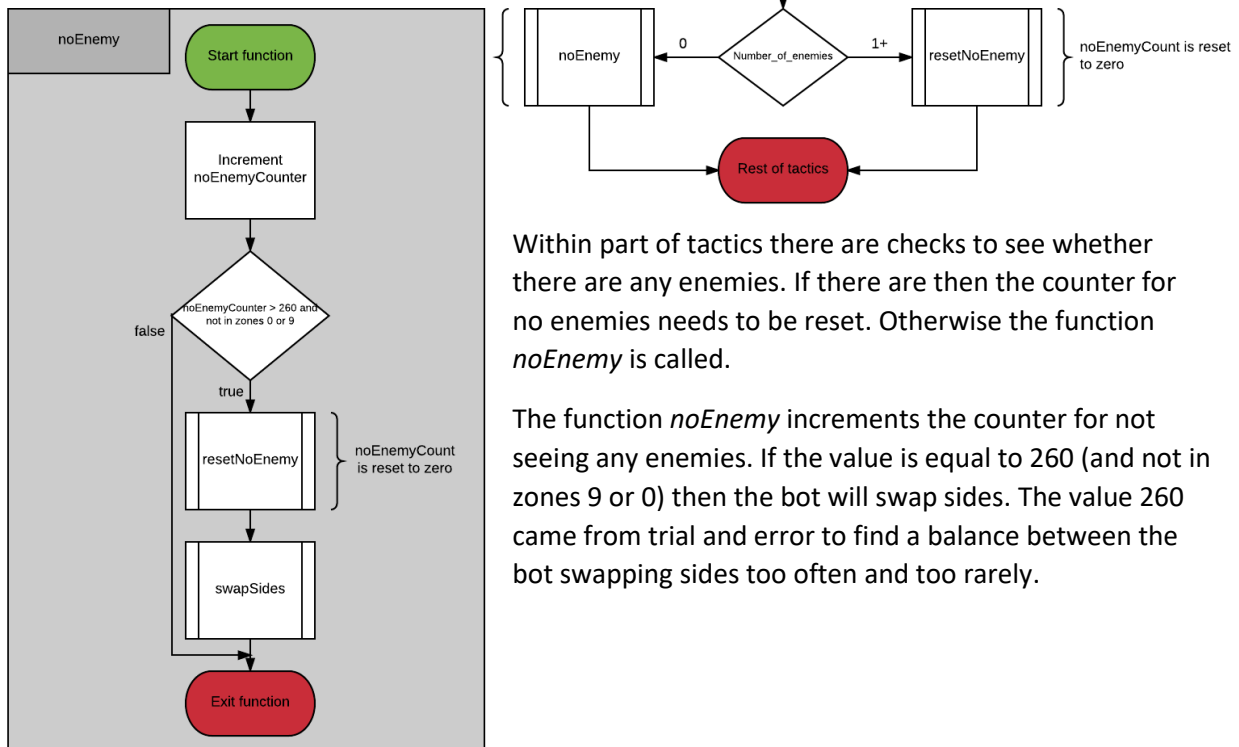 noEnemy
Start function
Increment
noEnemyCounter
noEnemyCounter > 260 and
not in zones 0 or 9
false
true
resetNoEnemy
noEnemyCount
is reset to zero
swapSides
Exit function
noEnemy
0
Number_of_enemies
1+
resetNoEnemy
noEnemyCount is reset
to zero
Rest of tactics
Within part of tactics there are checks to see whether
there are any enemies. If there are then the counter for
no enemies needs to be reset. Otherwise the function
noEnemy is called.
The function noEnemy increments the counter for not
seeing any enemies. If the value is equal to 260 (and not in
zones 9 or 0) then the bot will swap sides. The value 260
came from trial and error to find a balance between the
bot swapping sides too often and too rarely.